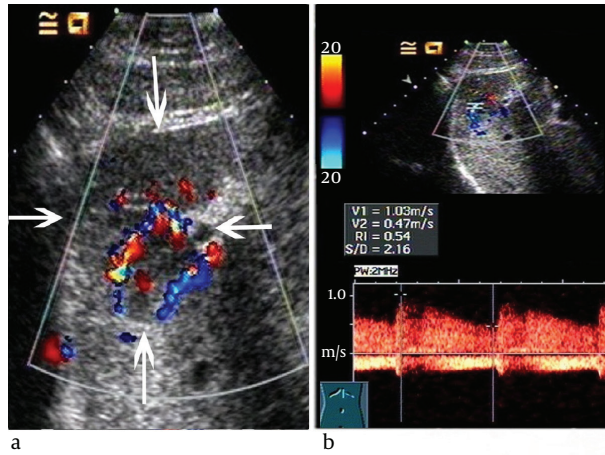 20
20
V1 = 1.03m/s
V2 = 0.47m/s
RI = 0.54
S/D = 2.16
PW:2MHz
1.0
m/s
a
b